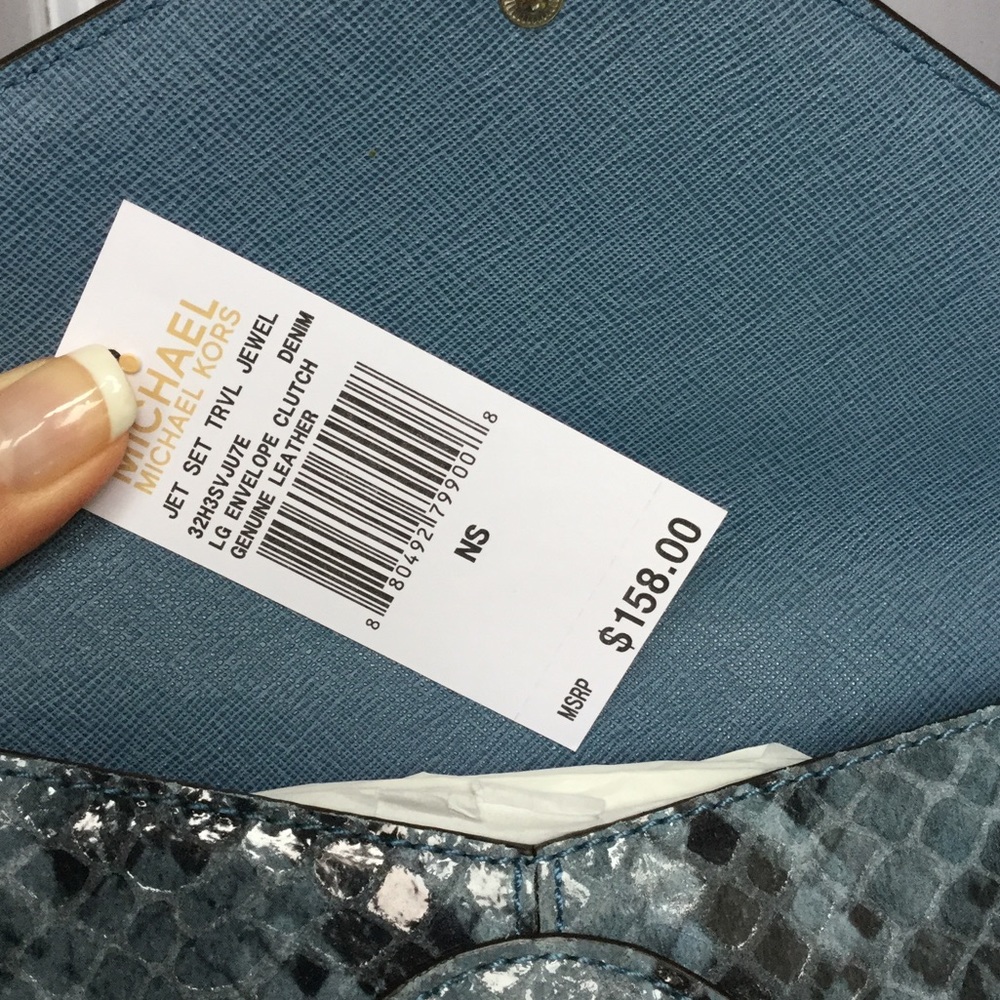 MICHAEL
MICHAEL KORS
JET SET TRVL JEWEL
32H3SVJU7E
LG ENVELOPE CLUTCH DENIM
GENUINE LEATHER
8 80492 79900 8
NS
MSRP $158.00